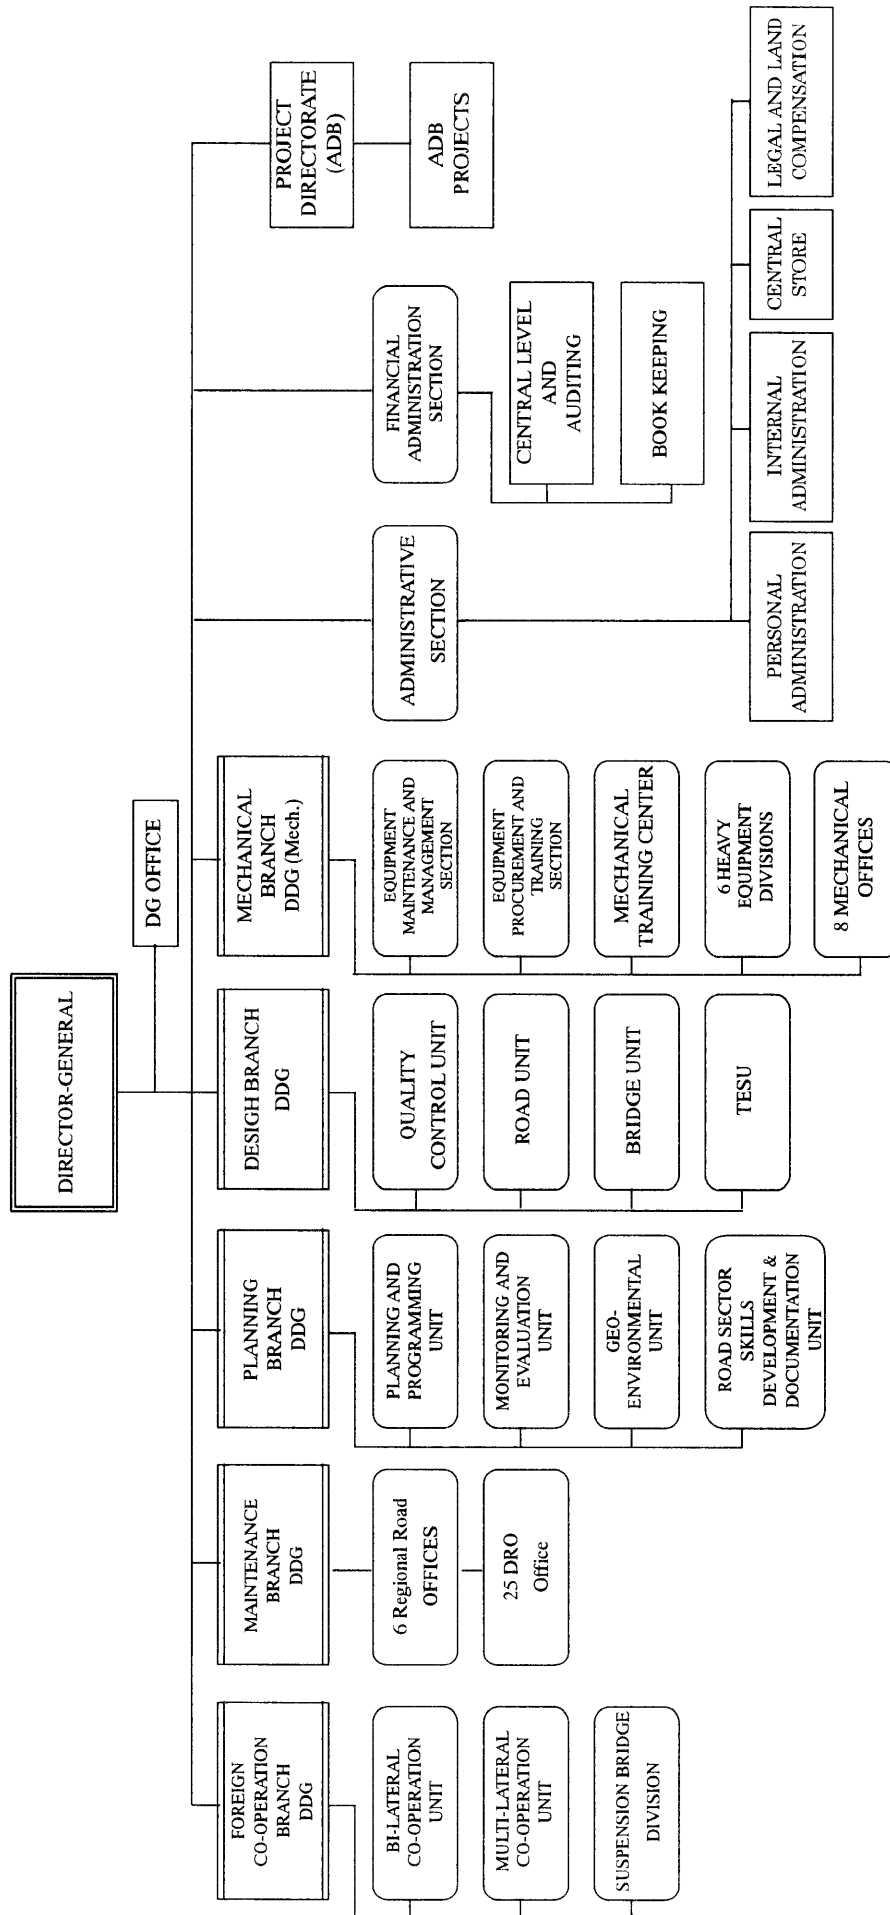 DIRECTOR-GENERAL
DG OFFICE
FOREIGN
CO-OPERATION
BRANCH
DDG
BI-LATERAL
CO-OPERATION
UNIT
MULTI-LATERAL
CO-OPERATION
UNIT
SUSPENSION BRIDGE
DIVISION
MAINTENANCE
BRANCH
DDG
6 Regional Road
OFFICES
25 DRO
Office
PLANNING
BRANCH
DDG
PLANNING AND
PROGRAMMING
UNIT
MONITORING AND
EVALUATION
UNIT
GEO-
ENVIRONMENTAL
UNIT
ROAD SECTOR
SKILLS
DEVELOPMENT &
DOCUMENTATION
UNIT
DESIGH BRANCH
DDG
QUALITY
CONTROL UNIT
ROAD UNIT
BRIDGE UNIT
TESU
MECHANICAL
BRANCH
DDG (Mech.)
EQUIPMENT
MAINTENANCE AND
MANAGEMENT
SECTION
EQUIPMENT
PROCUREMENT AND
TRAINING
SECTION
MECHANICAL
TRAINING CENTER
6 HEAVY
EQUIPMENT
DIVISIONS
8 MECHANICAL
OFFICES
ADMINISTRATIVE
SECTION
PERSONAL
ADMINISTRATION
INTERNAL
ADMINISTRATION
CENTRAL
STORE
LEGAL AND LAND
COMPENSATION
FINANCIAL
ADMINISTRATION
SECTION
CENTRAL LEVEL
AND
AUDITING
BOOK KEEPING
PROJECT
DIRECTORATE
(ADB)
ADB
PROJECTS